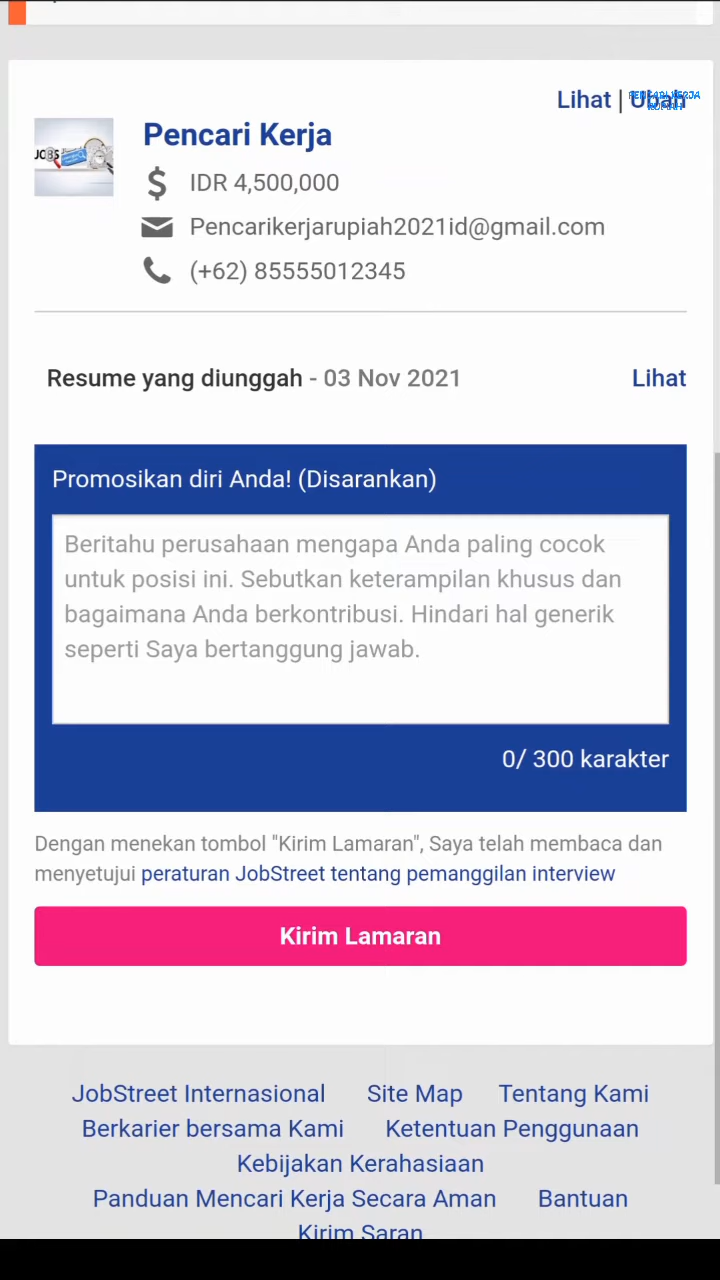 Lihat | Ubah
PENCARI KERJA
RUPIAH
JOBS
Pencari Kerja
IDR 4,500,000
Pencarikerjarupiah2021id@gmail.com
(+62) 85555012345
Resume yang diunggah - 03 Nov 2021 Lihat
Promosikan diri Anda! (Disarankan)
Beritahu perusahaan mengapa Anda paling cocok
untuk posisi ini. Sebutkan keterampilan khusus dan
bagaimana Anda berkontribusi. Hindari hal generik
seperti Saya bertanggung jawab.
0/ 300 karakter
Dengan menekan tombol "Kirim Lamaran", Saya telah membaca dan
menyetujui peraturan JobStreet tentang pemanggilan interview
Kirim Lamaran
JobStreet Internasional Site Map Tentang Kami
Berkarier bersama Kami Ketentuan Penggunaan
Kebijakan Kerahasiaan
Panduan Mencari Kerja Secara Aman Bantuan
Kirim Saran